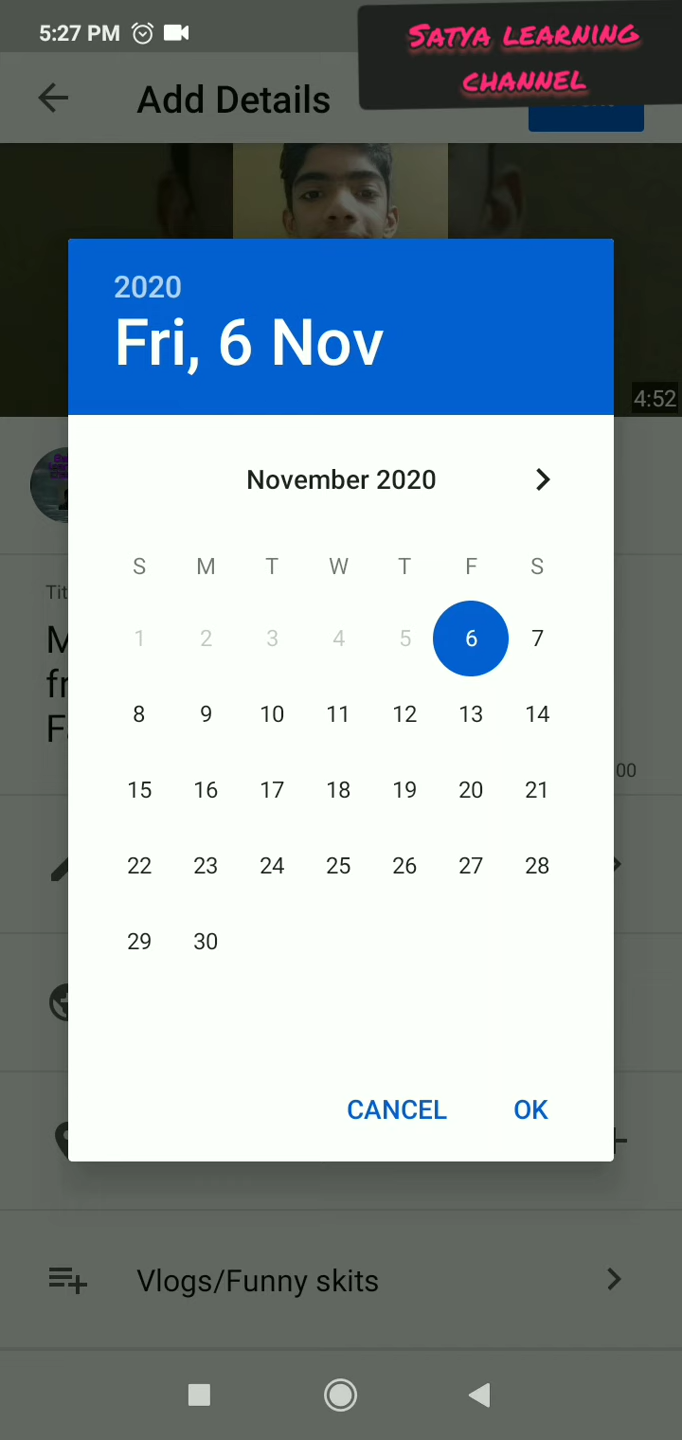 5:27 PM
Satya learning
channel
Add Details
2020
Fri, 6 Nov
4:52
November 2020
S M T W T F S
1 2 3 4 5 6 7
8 9 10 11 12 13 14
15 16 17 18 19 20 21
22 23 24 25 26 27 28
29 30
00
CANCEL OK
Vlogs/Funny skits